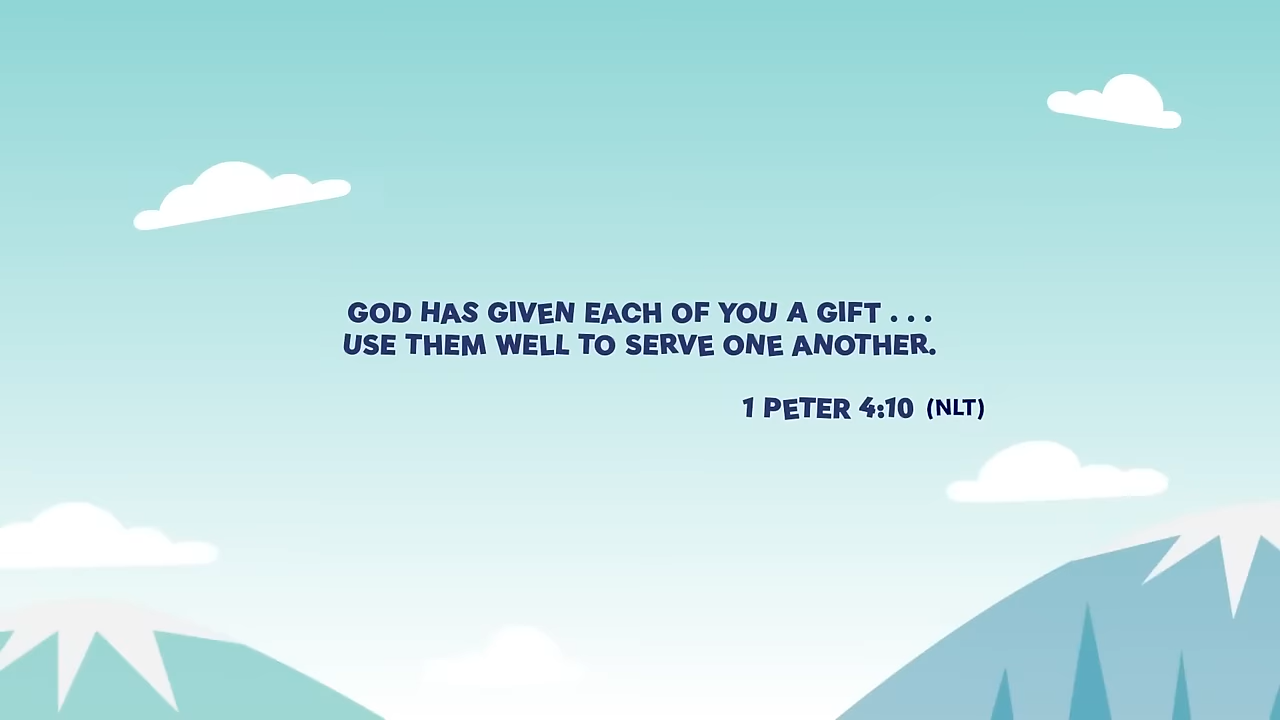 GOD HAS GIVEN EACH OF YOU A GIFT . . .
USE THEM WELL TO SERVE ONE ANOTHER.
1 PETER 4:10 (NLT)